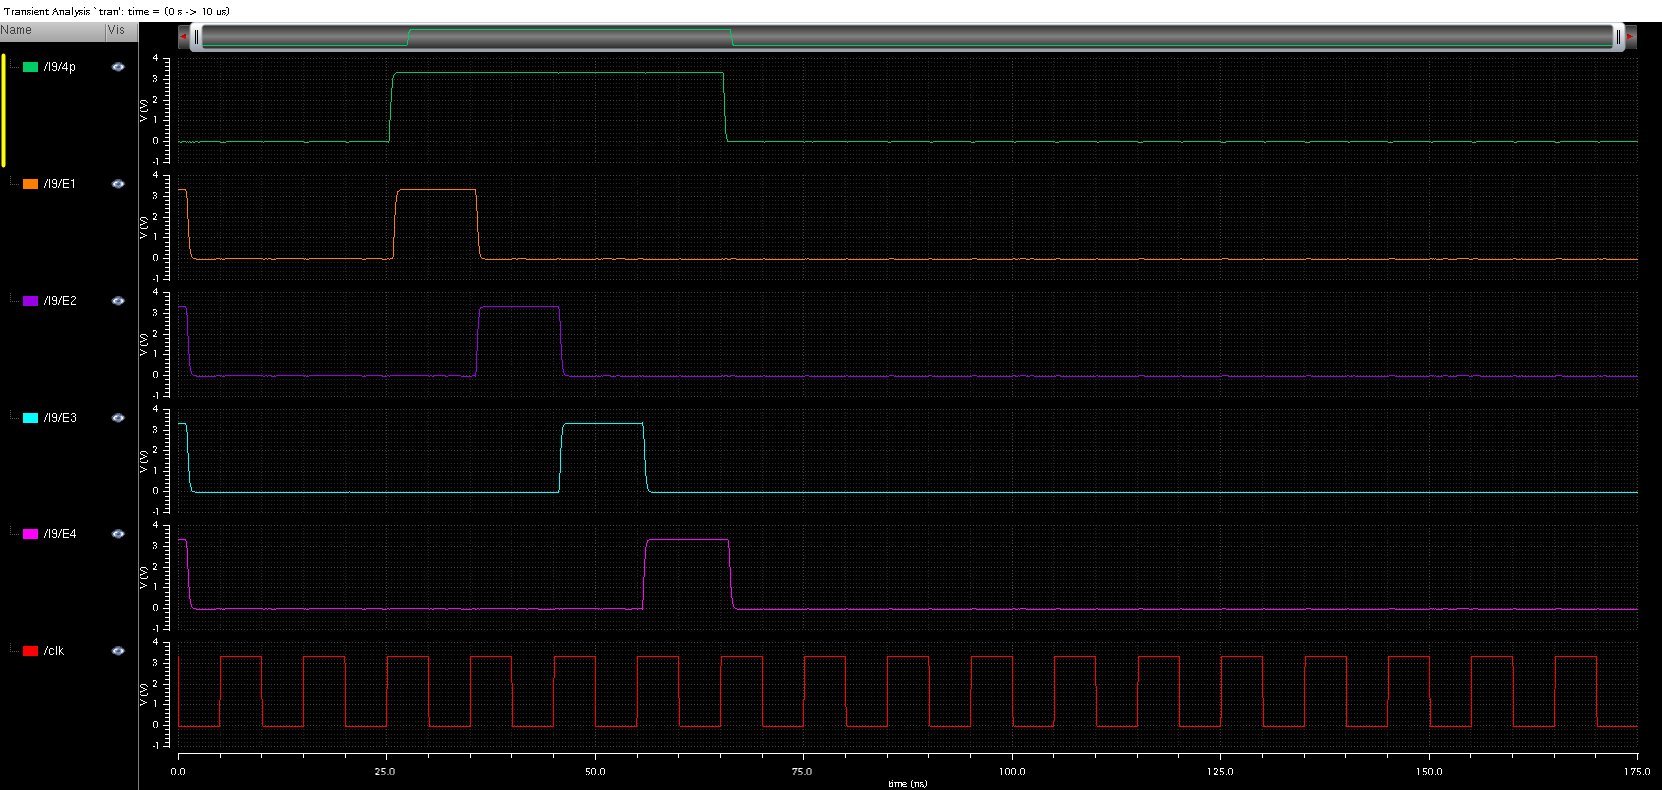 Transient Analysis `tran': time = (0 s -> 10 us)
Name Vis
/I9/4p
V (V) 4 3 2 1 0 -1
/I9/E1
V (V) 4 3 2 1 0 -1
/I9/E2
V (V) 4 3 2 1 0 -1
/I9/E3
V (V) 4 3 2 1 0 -1
/I9/E4
V (V) 4 3 2 1 0 -1
/clk
V (V) 4 3 2 1 0 -1
0.0 25.0 50.0 75.0 100.0 125.0 150.0 175.0
time (ns)